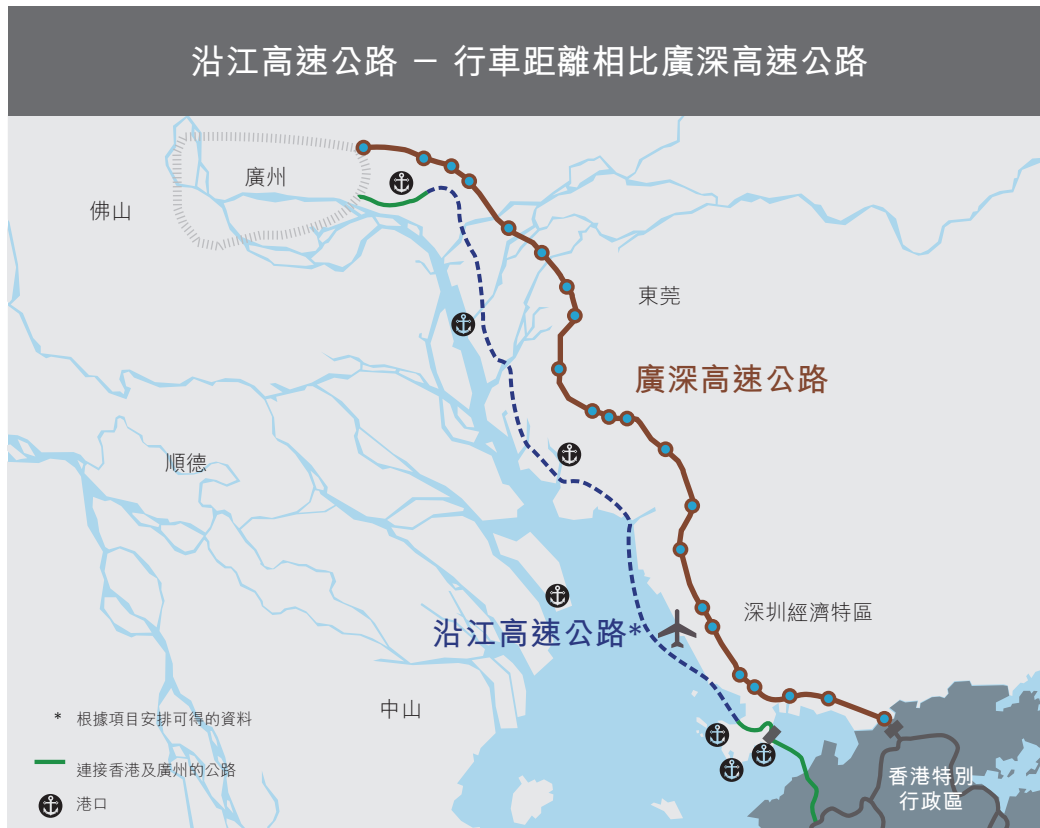 沿江高速公路 － 行車距離相比廣深高速公路
廣州
佛山
東莞
廣深高速公路
順德
深圳經濟特區
沿江高速公路*
中山
* 根據項目安排可得的資料
連接香港及廣州的公路
港口
香港特別
行政區